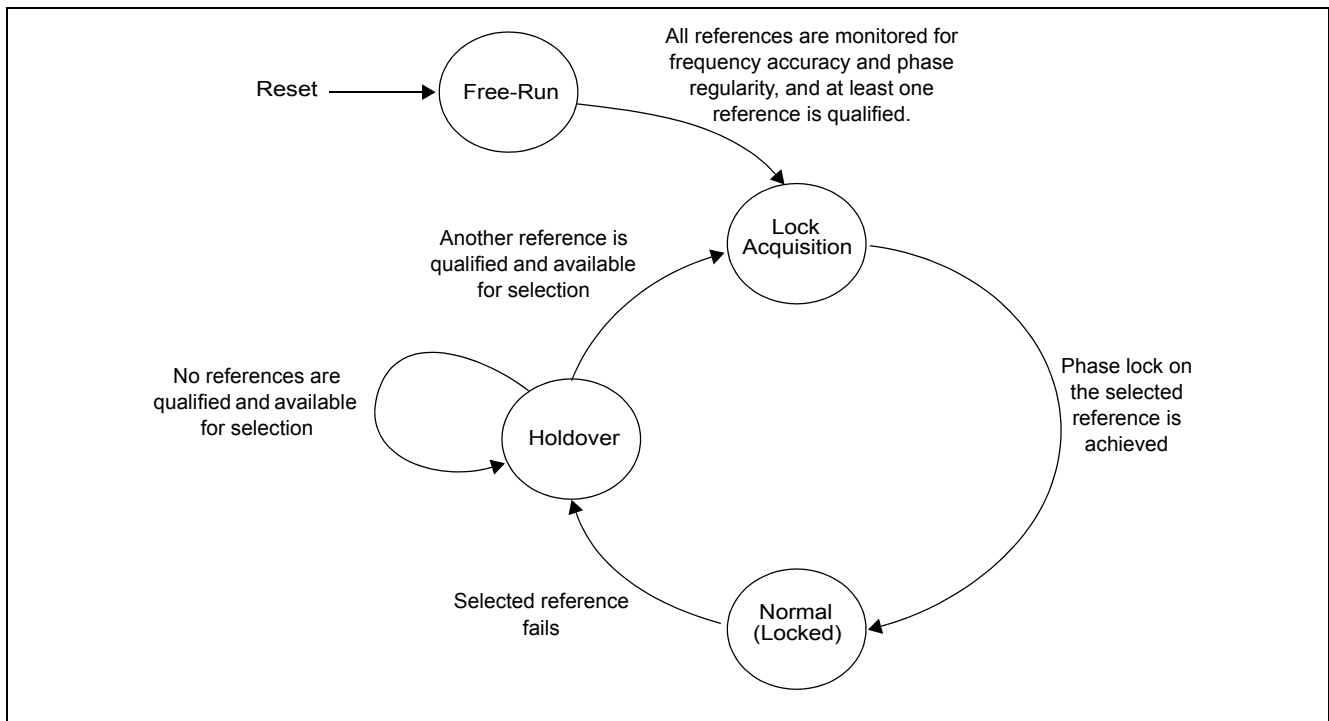 All references are monitored for
frequency accuracy and phase
regularity, and at least one
reference is qualified.
Reset
Free-Run
Lock
Acquisition
Another reference is
qualified and available
for selection
No references are
qualified and available
for selection
Holdover
Phase lock on
the selected
reference is
achieved
Selected reference
fails
Normal
(Locked)